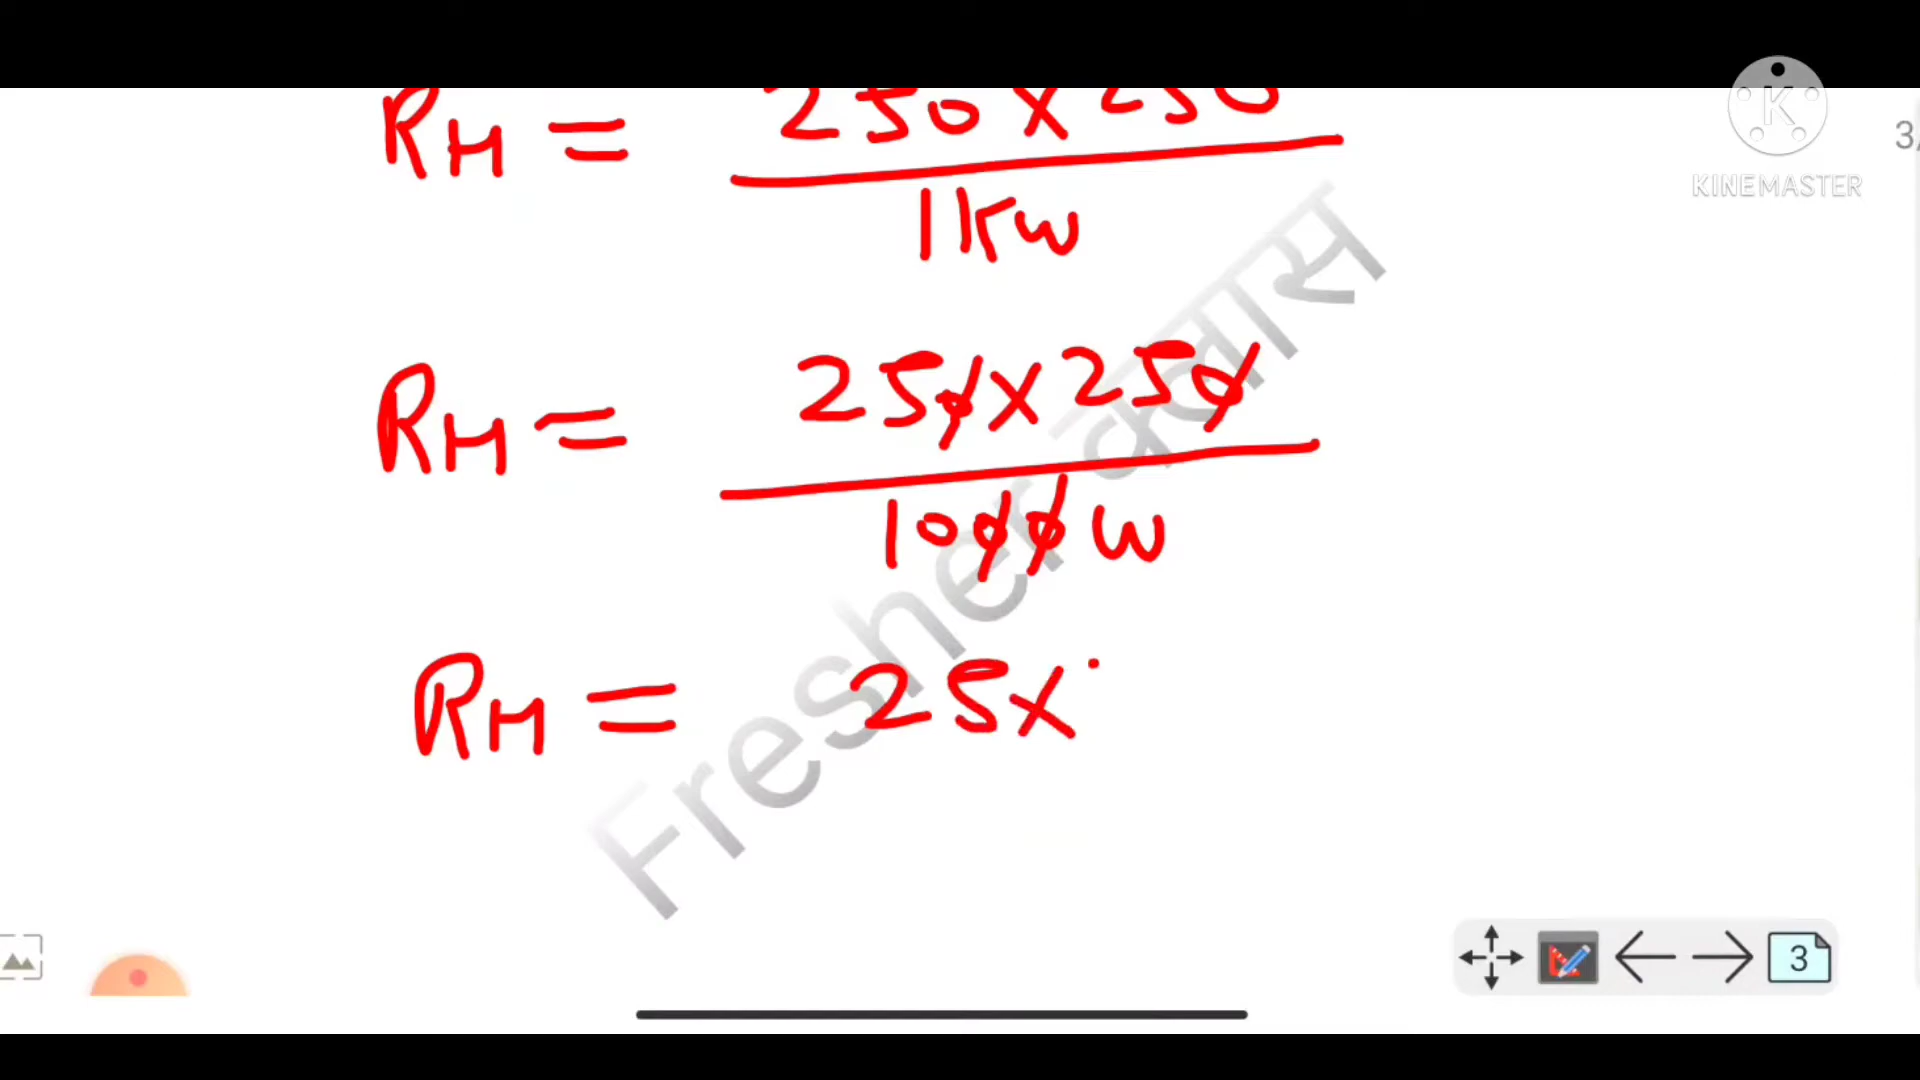 RH = 250 x 250 / 1kw
KINEMASTER
3/
RH = 250 x 250 / 1000 w
RH = 25x
Fresher क्लास
3